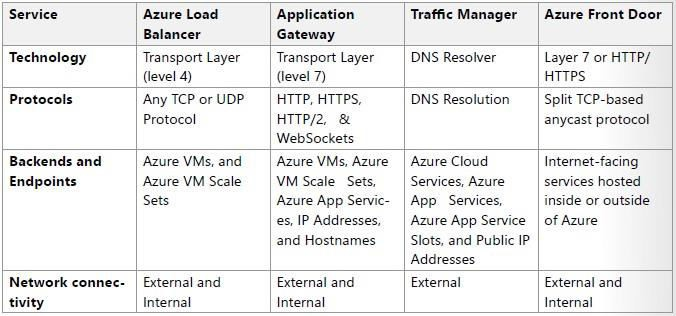 Service
Azure Load
Balancer
Application
Gateway
Traffic Manager
Azure Front Door
Technology
Transport Layer
(level 4)
Transport Layer
(level 7)
DNS Resolver
Layer 7 or HTTP/
HTTPS
Protocols
Any TCP or UDP
Protocol
HTTP, HTTPS,
HTTP/2, &
WebSockets
DNS Resolution
Split TCP-based
anycast protocol
Backends and
Endpoints
Azure VMs, and
Azure VM Scale
Sets
Azure VMs, Azure
VM Scale Sets,
Azure App Servic-
es, IP Addresses,
and Hostnames
Azure Cloud
Services, Azure
App Services,
Azure App Service
Slots, and Public IP
Addresses
Internet-facing
services hosted
inside or outside
of Azure
Network connec-
tivity
External and
Internal
External and
Internal
External
External and
Internal